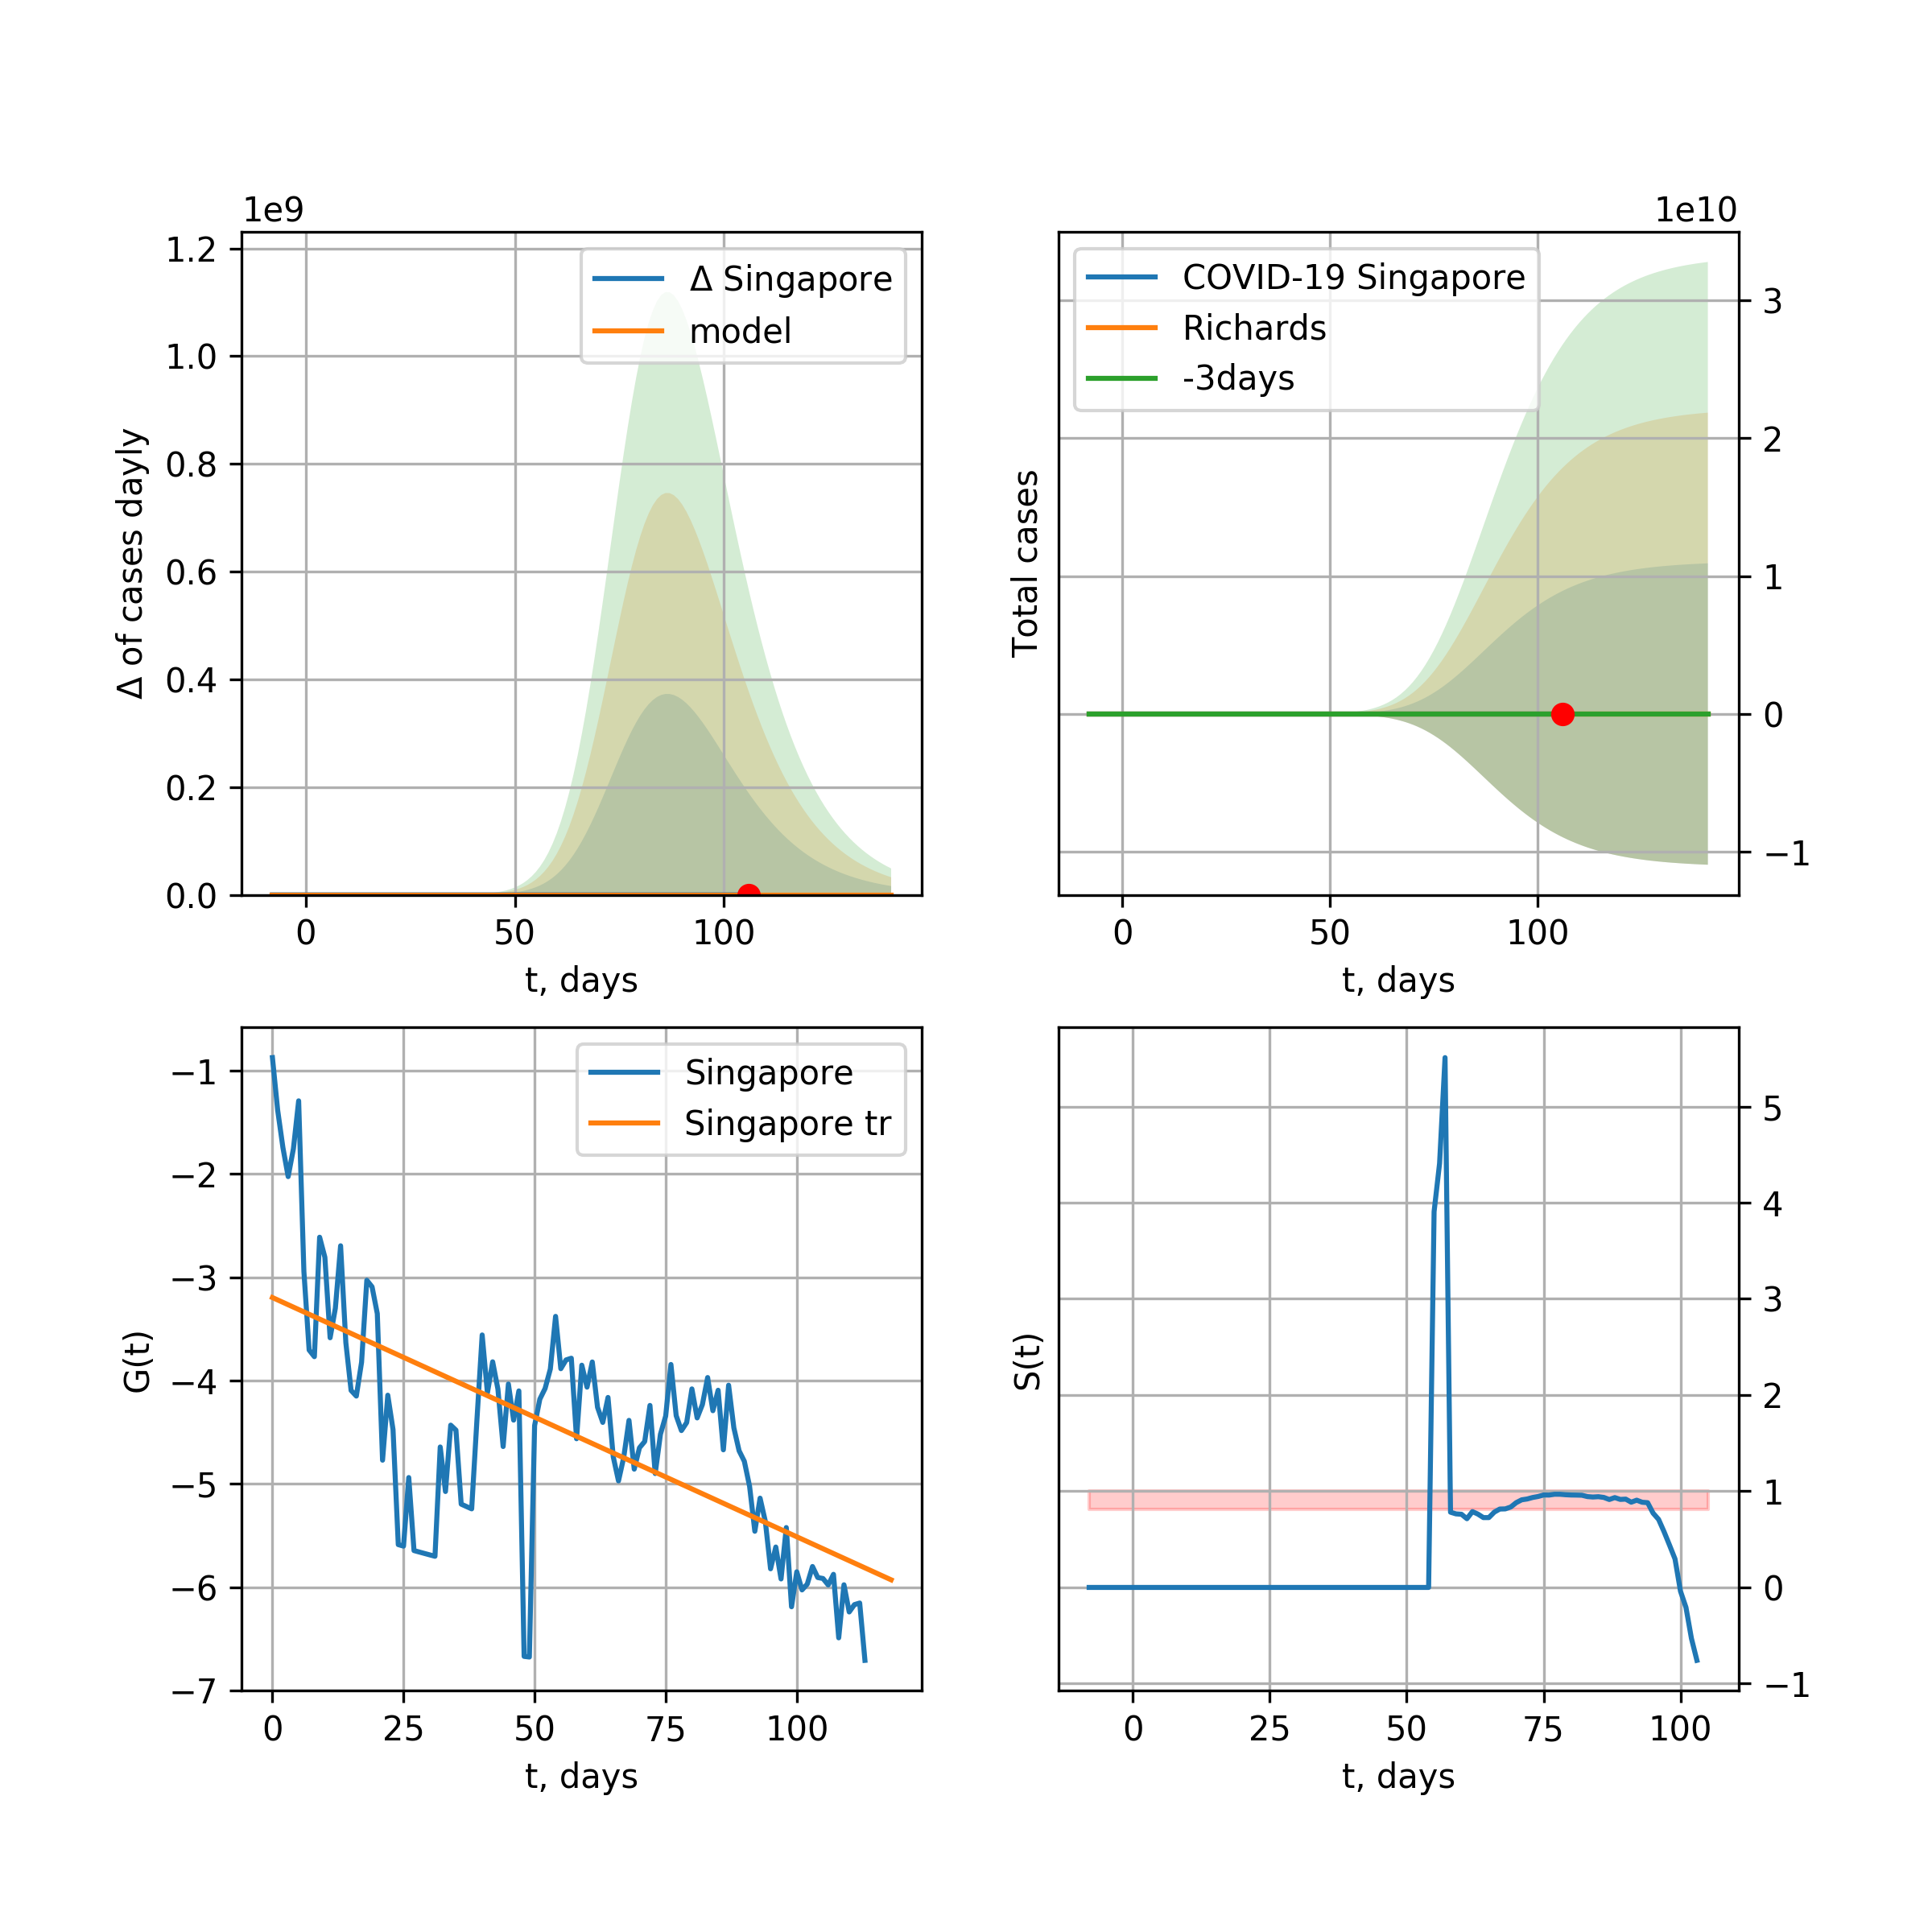 1e9
1.2
1.0
0.8
0.6
0.4
0.2
0.0
Δ of cases dayly
Δ Singapore
model
0 50 100
t, days
1e10
COVID-19 Singapore
Richards
-3days
Total cases
3
2
1
0
−1
0 50 100
t, days
−1
−2
−3
−4
−5
−6
−7
G(t)
Singapore
Singapore tr
0 25 50 75 100
t, days
S(t)
5
4
3
2
1
0
−1
0 25 50 75 100
t, days